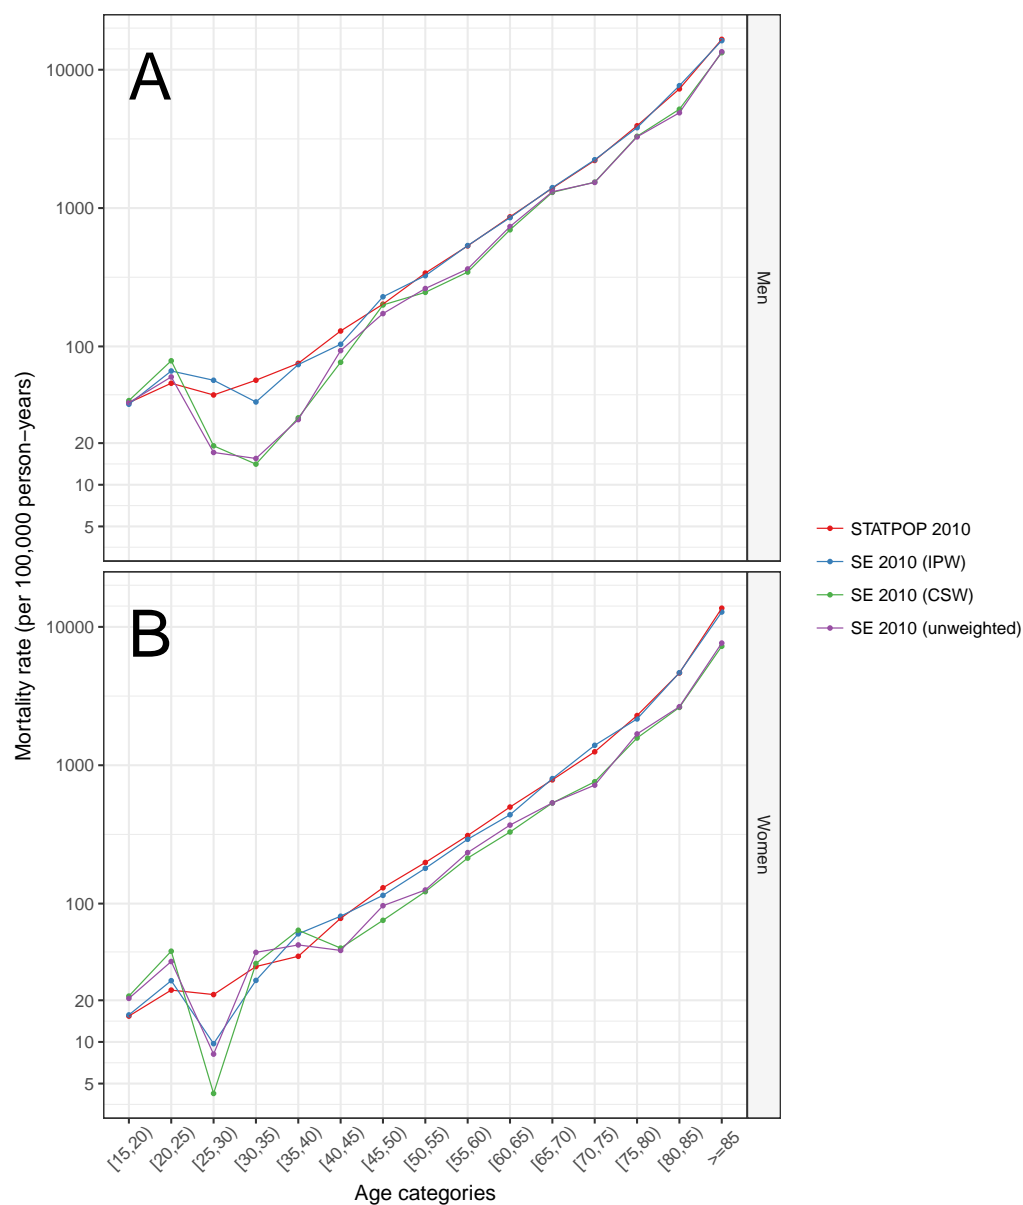 A
10000
1000
100
20
10
5
Men
B
10000
1000
100
20
10
5
Women
Mortality rate (per 100,000 person−years)
[15,20)
[20,25)
[25,30)
[30,35)
[35,40)
[40,45)
[45,50)
[50,55)
[55,60)
[60,65)
[65,70)
[70,75)
[75,80)
[80,85)
>=85
Age categories
STATPOP 2010
SE 2010 (IPW)
SE 2010 (CSW)
SE 2010 (unweighted)